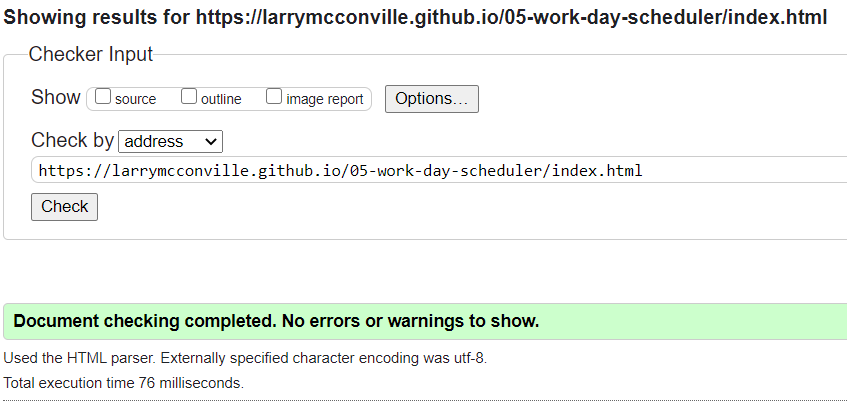 Showing results for https://larrymcconville.github.io/05-work-day-scheduler/index.html
Checker Input
Show source outline image report Options...
Check by address
https://larrymcconville.github.io/05-work-day-scheduler/index.html
Check
Document checking completed. No errors or warnings to show.
Used the HTML parser. Externally specified character encoding was utf-8.
Total execution time 76 milliseconds.